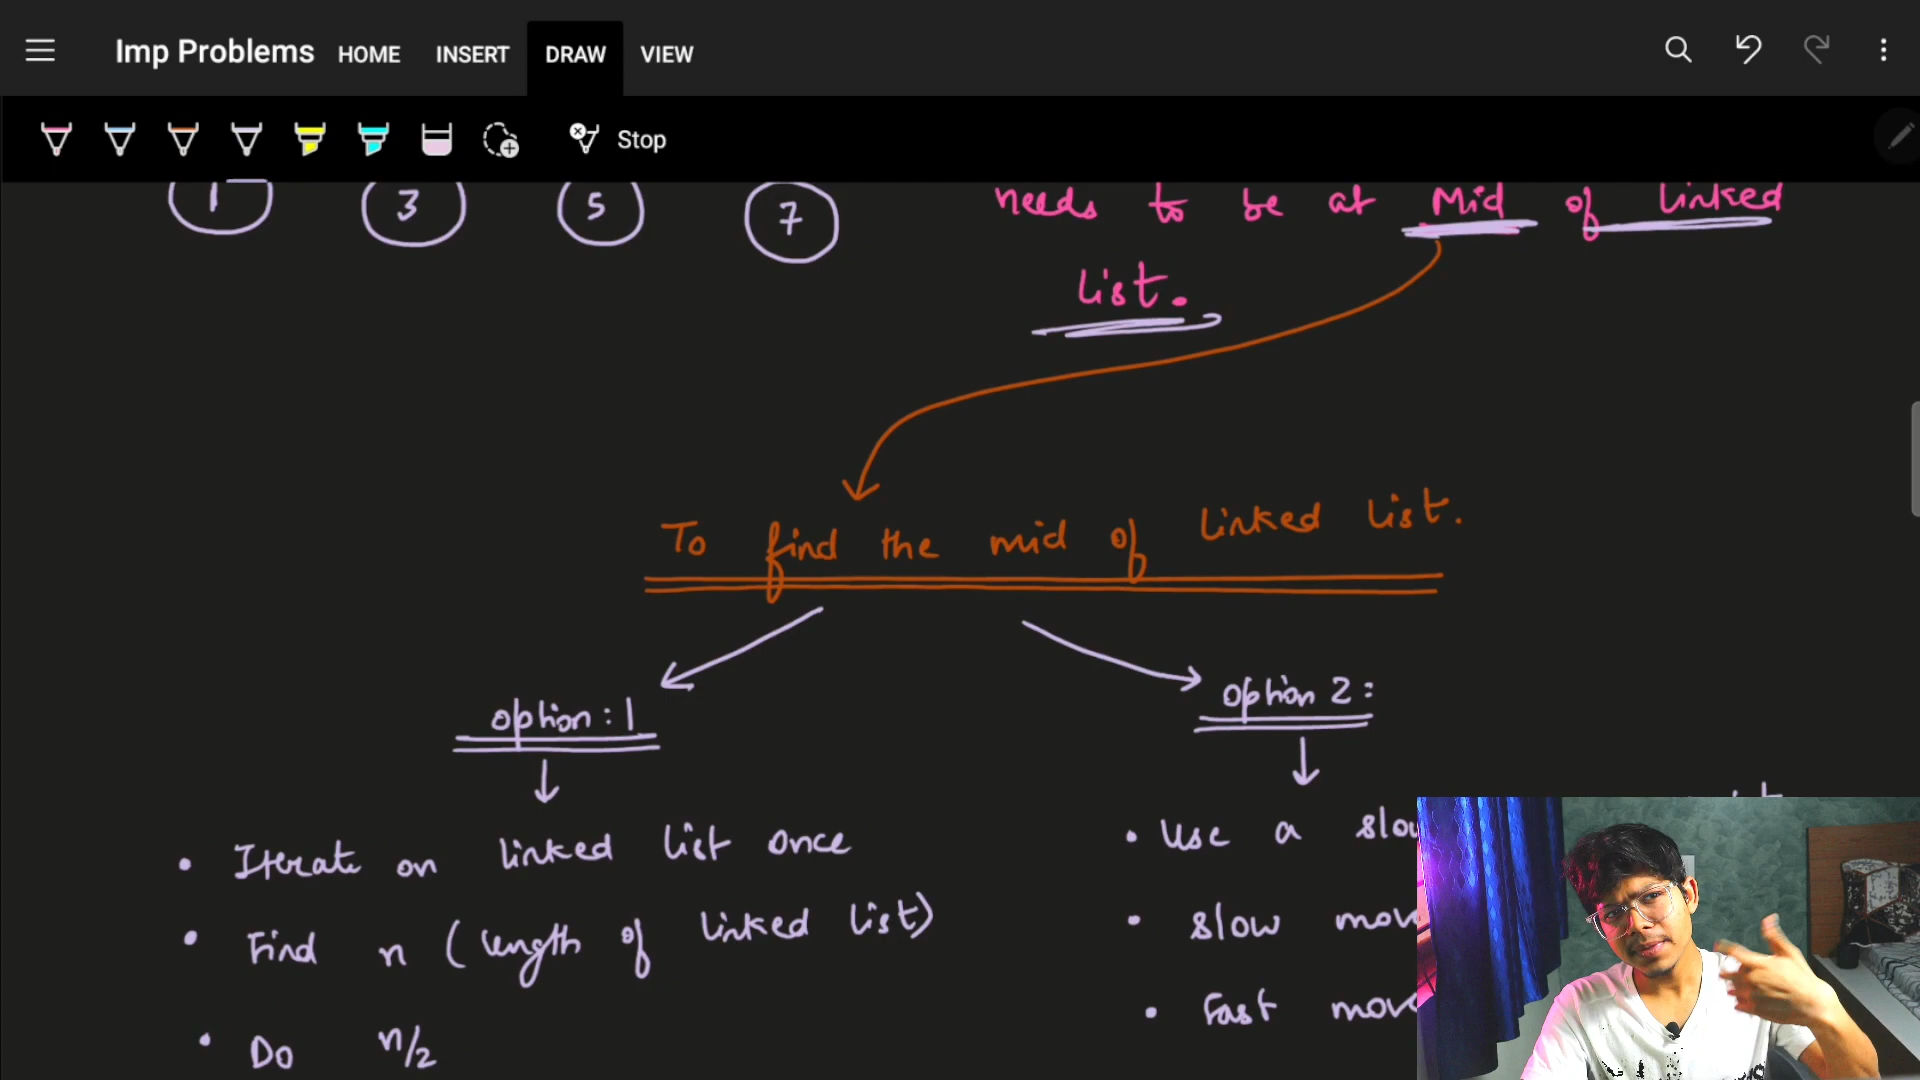 Imp Problems HOME INSERT DRAW VIEW
Stop
1 3 5 7
needs to be at Mid of linked
list.
To find the mid of linked list.
option : 1
option 2 :
• Iterate on linked list once
• Use a slow
• Find n (length of linked list)
• slow
• Do n/2
• Fast